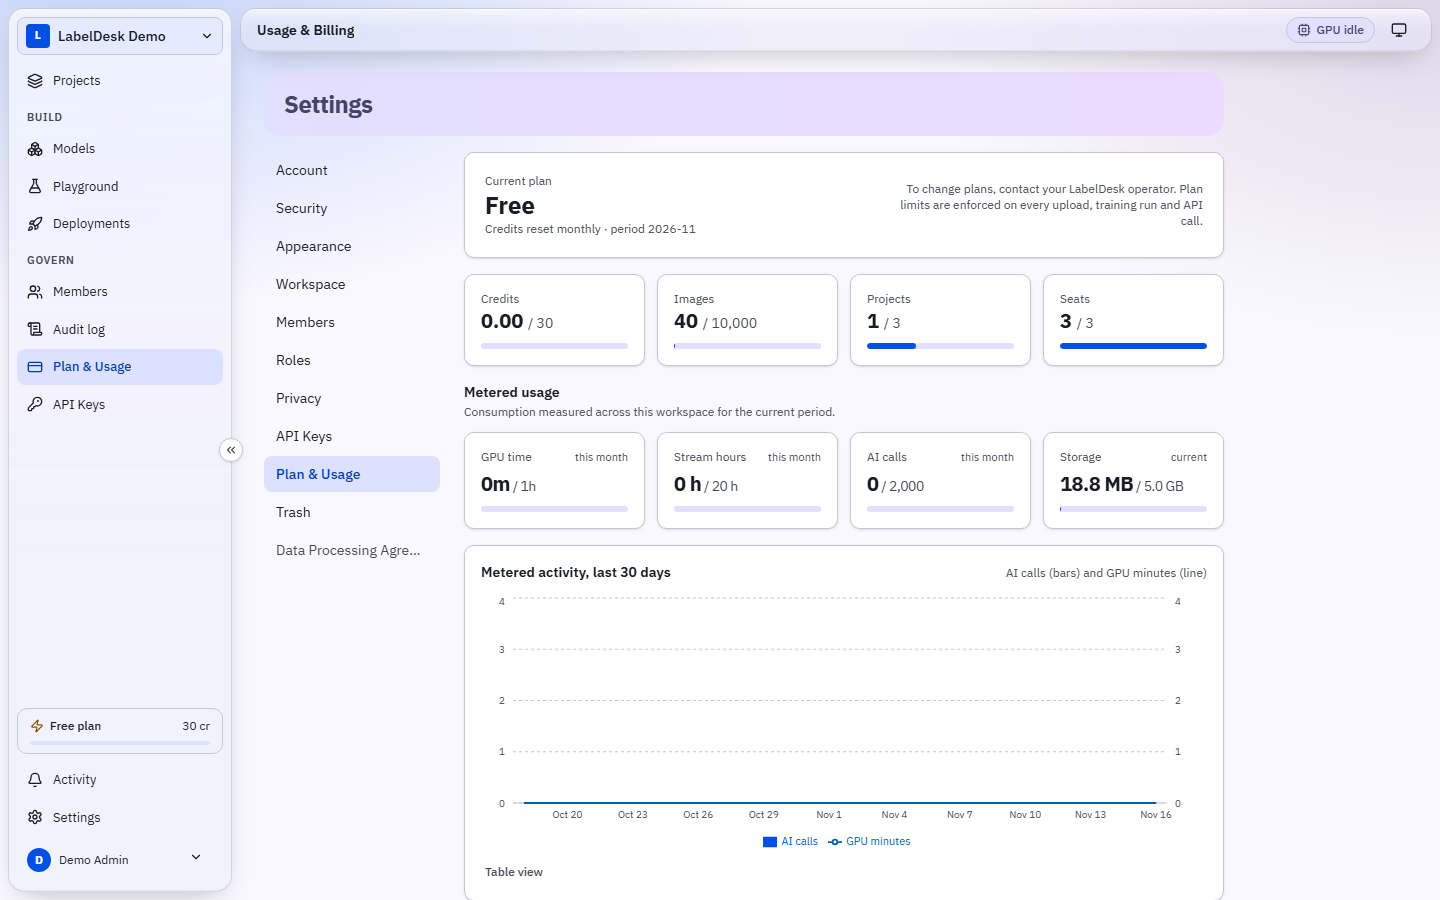 L LabelDesk Demo
Projects
BUILD
Models
Playground
Deployments
GOVERN
Members
Audit log
Plan & Usage
API Keys
Free plan 30 cr
Activity
Settings
D Demo Admin
Usage & Billing
GPU idle
Settings
Account
Security
Appearance
Workspace
Members
Roles
Privacy
API Keys
Plan & Usage
Trash
Data Processing Agre...
Current plan
Free
Credits reset monthly · period 2026-11
To change plans, contact your LabelDesk operator. Plan
limits are enforced on every upload, training run and API
call.
Credits
0.00 / 30
Images
40 / 10,000
Projects
1 / 3
Seats
3 / 3
Metered usage
Consumption measured across this workspace for the current period.
GPU time this month
0m / 1h
Stream hours this month
0 h / 20 h
AI calls this month
0 / 2,000
Storage current
18.8 MB / 5.0 GB
Metered activity, last 30 days
AI calls (bars) and GPU minutes (line)
4 4
3 3
2 2
1 1
0 0
Oct 20 Oct 23 Oct 26 Oct 29 Nov 1 Nov 4 Nov 7 Nov 10 Nov 13 Nov 16
AI calls GPU minutes
Table view